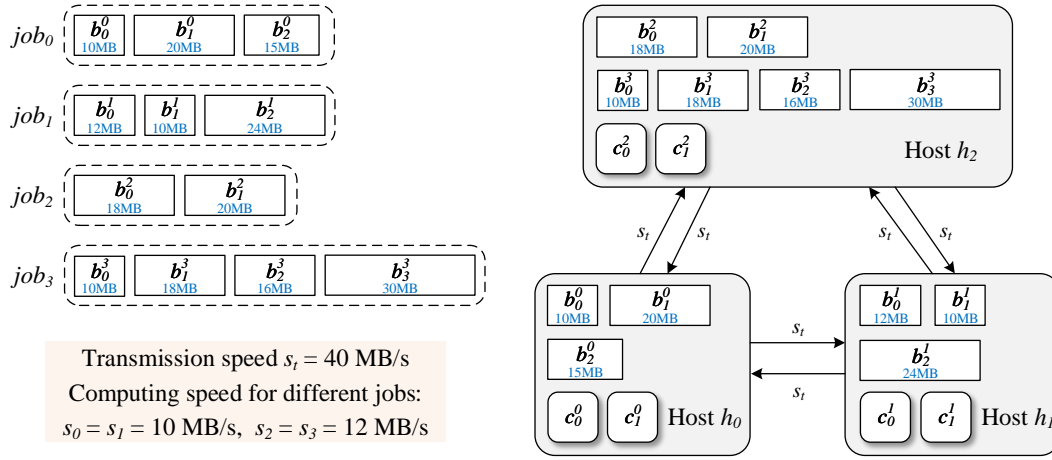 job₀ b₀⁰ b₁⁰ b₂⁰
10MB 20MB 15MB
job₁ b₀¹ b₁¹ b₂¹
12MB 10MB 24MB
job₂ b₀² b₁²
18MB 20MB
job₃ b₀³ b₁³ b₂³ b₃³
10MB 18MB 16MB 30MB
Transmission speed sₜ = 40 MB/s
Computing speed for different jobs:
s₀ = s₁ = 10 MB/s, s₂ = s₃ = 12 MB/s
b₀² b₁²
18MB 20MB
b₀³ b₁³ b₂³ b₃³
10MB 18MB 16MB 30MB
c₀² c₁² Host h₂
sₜ sₜ sₜ sₜ
b₀⁰ b₁⁰
10MB 20MB
b₂⁰
15MB
c₀⁰ c₁⁰ Host h₀
sₜ
sₜ
b₀¹ b₁¹
12MB 10MB
b₂¹
24MB
c₀¹ c₁¹ Host h₁